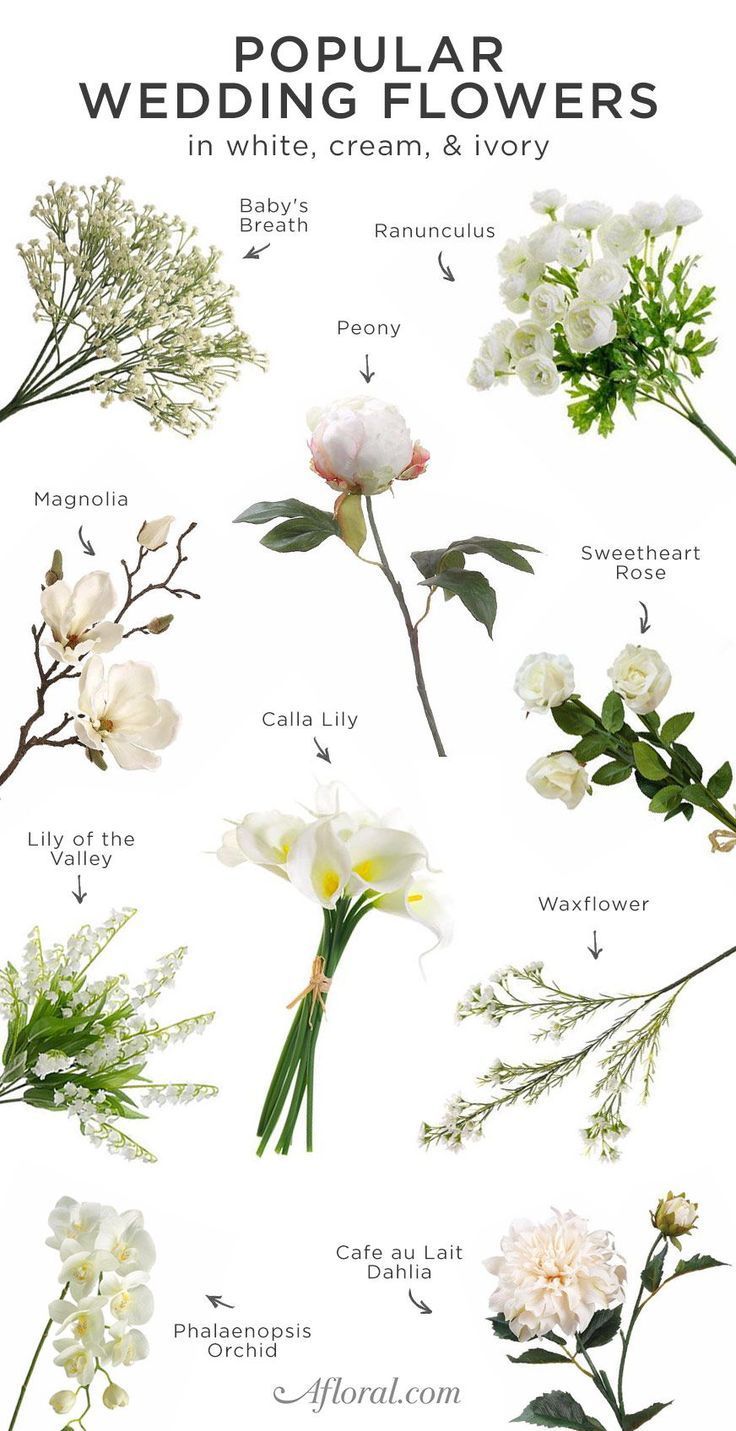 POPULAR
WEDDING FLOWERS
in white, cream, & ivory
Baby's
Breath
Ranunculus
Peony
Magnolia
Sweetheart
Rose
Calla Lily
Lily of the
Valley
Waxflower
Cafe au Lait
Dahlia
Phalaenopsis
Orchid
Afloral.com